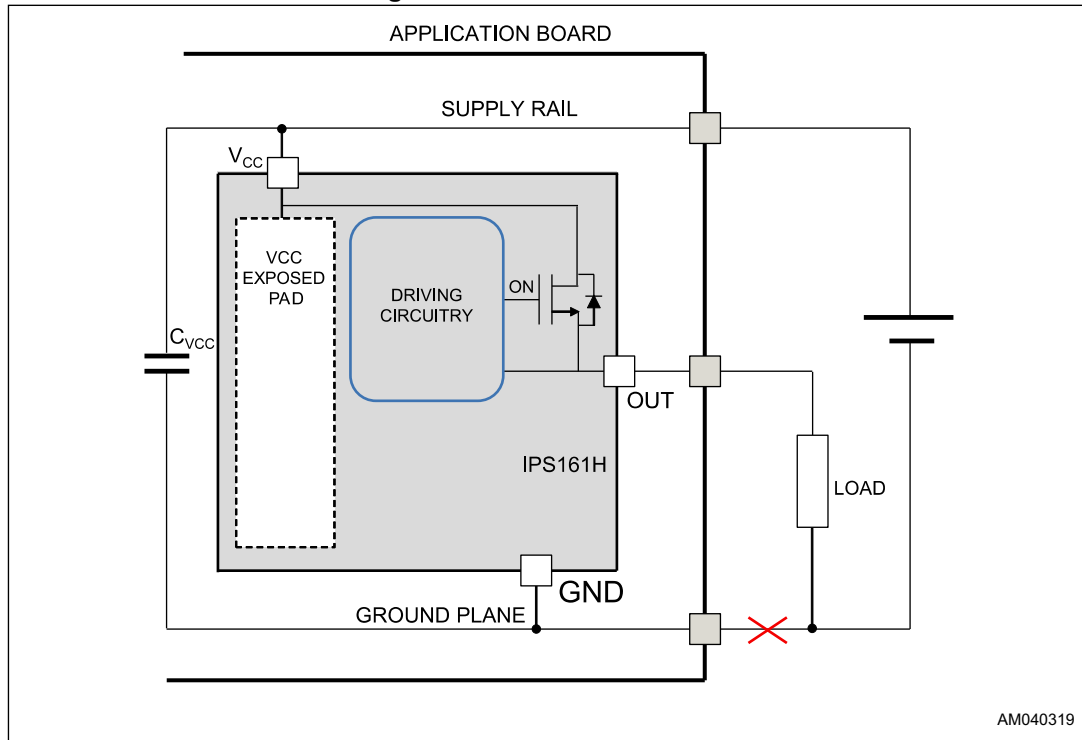 APPLICATION BOARD
SUPPLY RAIL
VCC
VCC
EXPOSED
PAD
DRIVING
CIRCUITRY
ON
CVCC
OUT
IPS161H
LOAD
GND
GROUND PLANE
AM040319